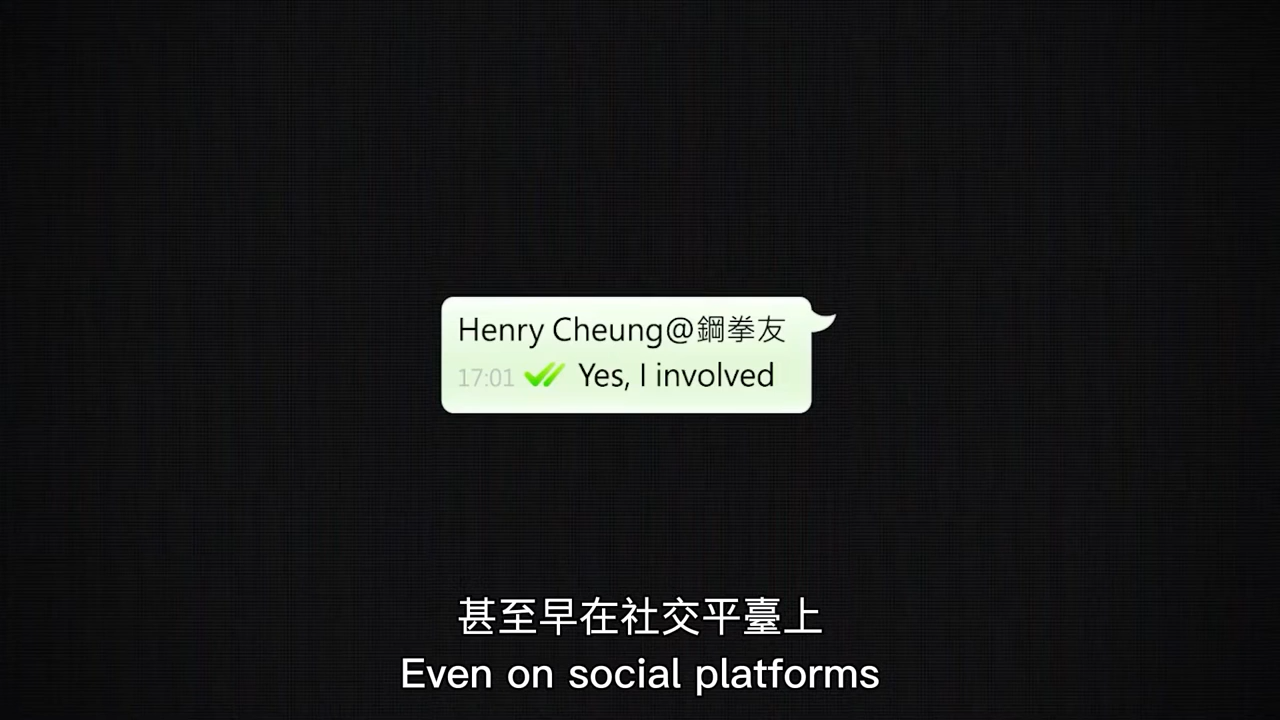 Henry Cheung@鋼拳友
17:01 Yes, I involved
甚至早在社交平臺上
Even on social platforms